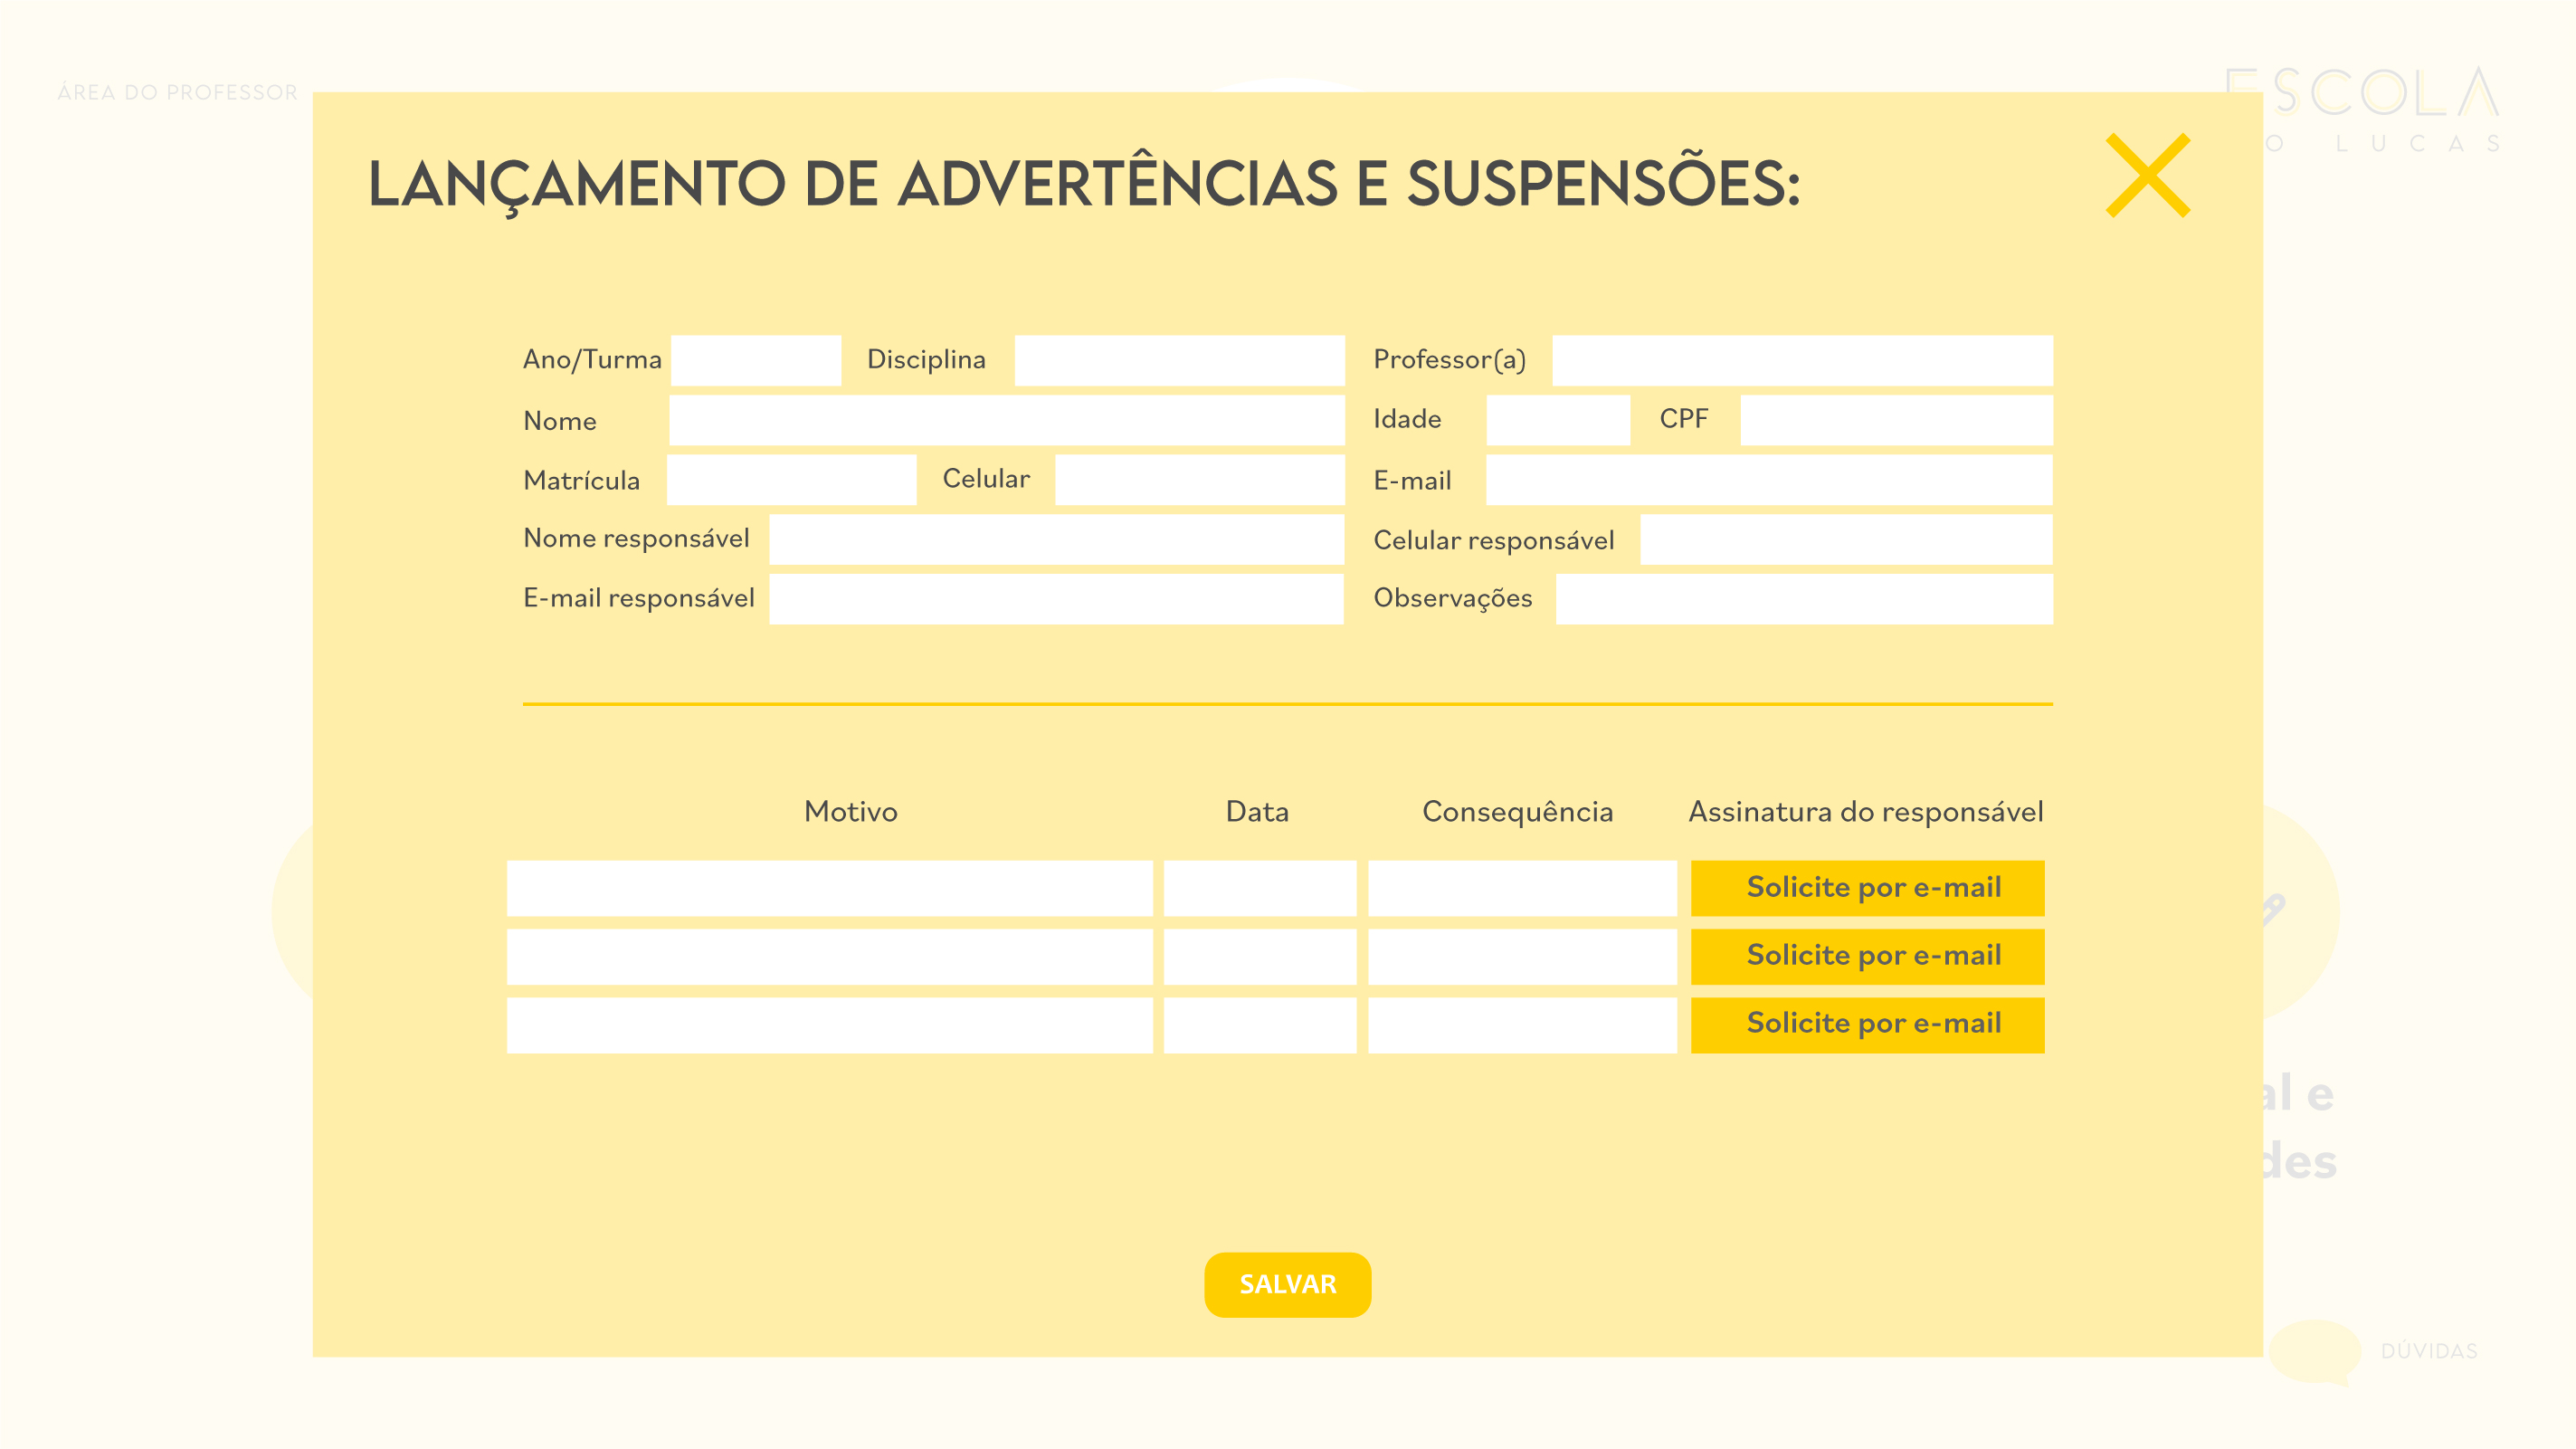 ÁREA DO PROFESSOR
ESCOLA
O LUCAS
LANÇAMENTO DE ADVERTÊNCIAS E SUSPENSÕES:
Ano/Turma Disciplina Professor(a)
Nome Idade CPF
Matrícula Celular E-mail
Nome responsável Celular responsável
E-mail responsável Observações
Motivo Data Consequência Assinatura do responsável
Solicite por e-mail
Solicite por e-mail
Solicite por e-mail
al e
des
SALVAR
DÚVIDAS